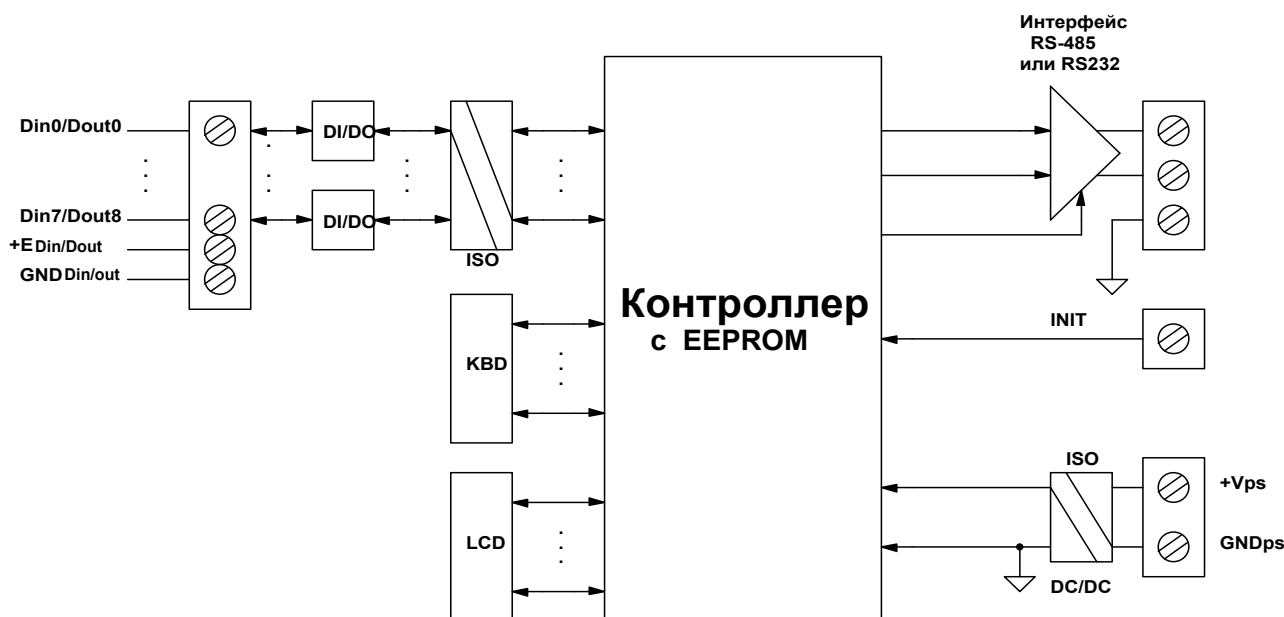 Интерфейс
RS-485
или RS232
Din0/Dout0
DI/DO
Din7/Dout8
DI/DO
+E Din/Dout
GND Din/out
ISO
Контроллер
с EEPROM
INIT
KBD
ISO
+Vps
LCD
GNDps
DC/DC